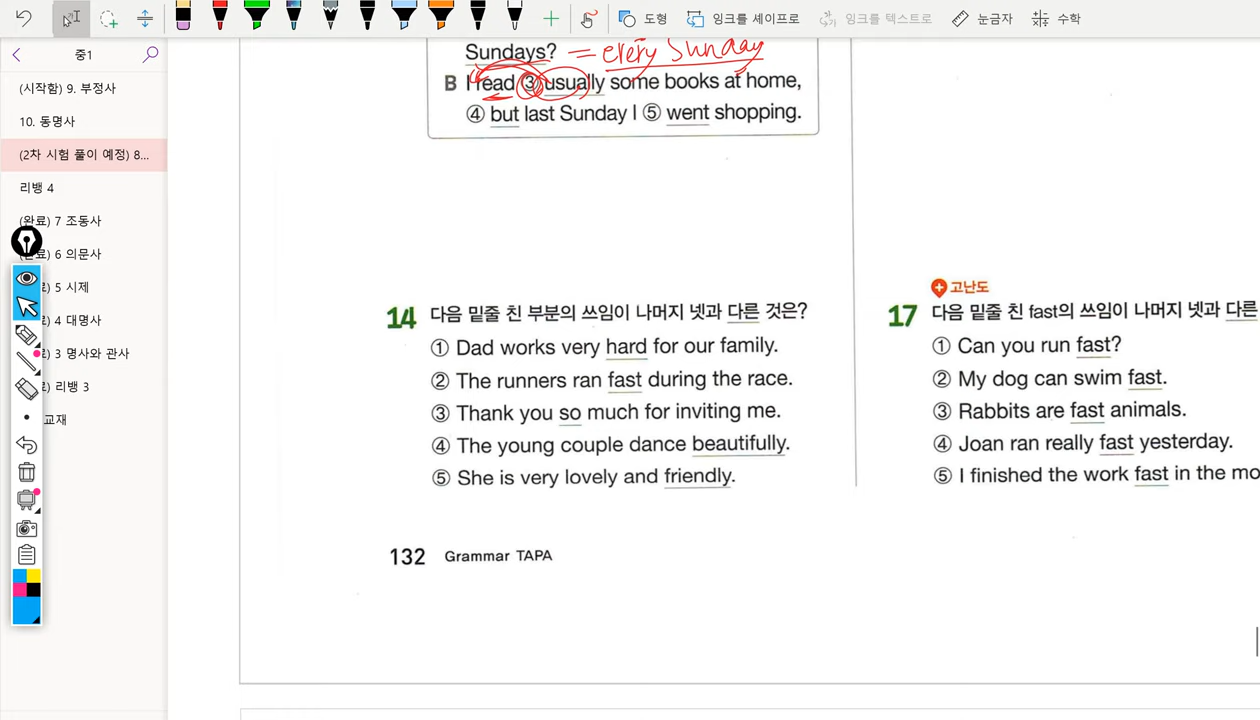 도형
잉크를 셰이프로
잉크를 텍스트로
눈금자
수학
중1
(시작함) 9. 부정사
10. 동명사
(2차 시험 풀이 예정) 8...
리뱅 4
(완료) 7 조동사
6 의문사
료) 5 시제
료) 4 대명사
료) 3 명사와 관사
료) 리뱅 3
교재
Sundays? = every Sunday
B I read ③ usually some books at home,
④ but last Sunday I ⑤ went shopping.
14 다음 밑줄 친 부분의 쓰임이 나머지 넷과 다른 것은?
① Dad works very hard for our family.
② The runners ran fast during the race.
③ Thank you so much for inviting me.
④ The young couple dance beautifully.
⑤ She is very lovely and friendly.
132 Grammar TAPA
고난도
17 다음 밑줄 친 fast의 쓰임이 나머지 넷과 다른
① Can you run fast?
② My dog can swim fast.
③ Rabbits are fast animals.
④ Joan ran really fast yesterday.
⑤ I finished the work fast in the mo